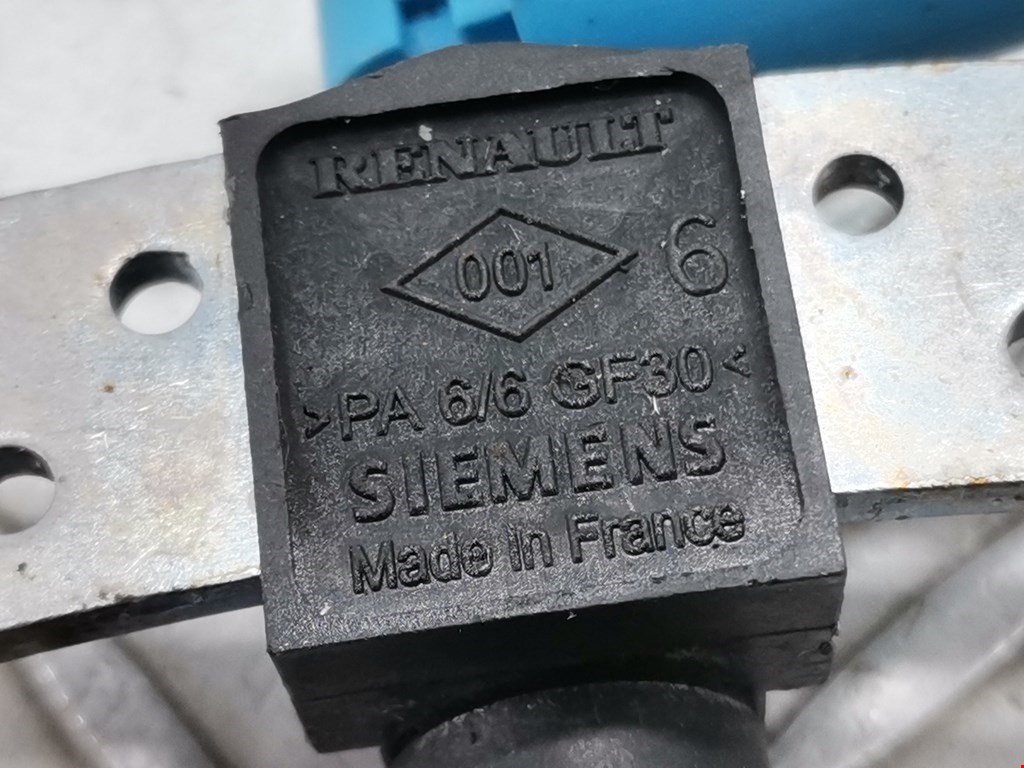 RENAULT
001 6
>PA 6/6 GF30<
SIEMENS
Made In France